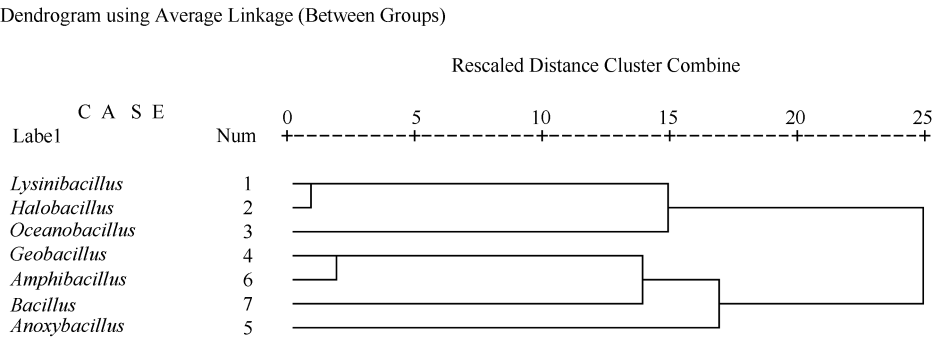 Dendrogram using Average Linkage (Between Groups)
Rescaled Distance Cluster Combine
C A S E
0 5 10 15 20 25
Label Num
Lysinibacillus 1
Halobacillus 2
Oceanobacillus 3
Geobacillus 4
Amphibacillus 6
Bacillus 7
Anoxybacillus 5